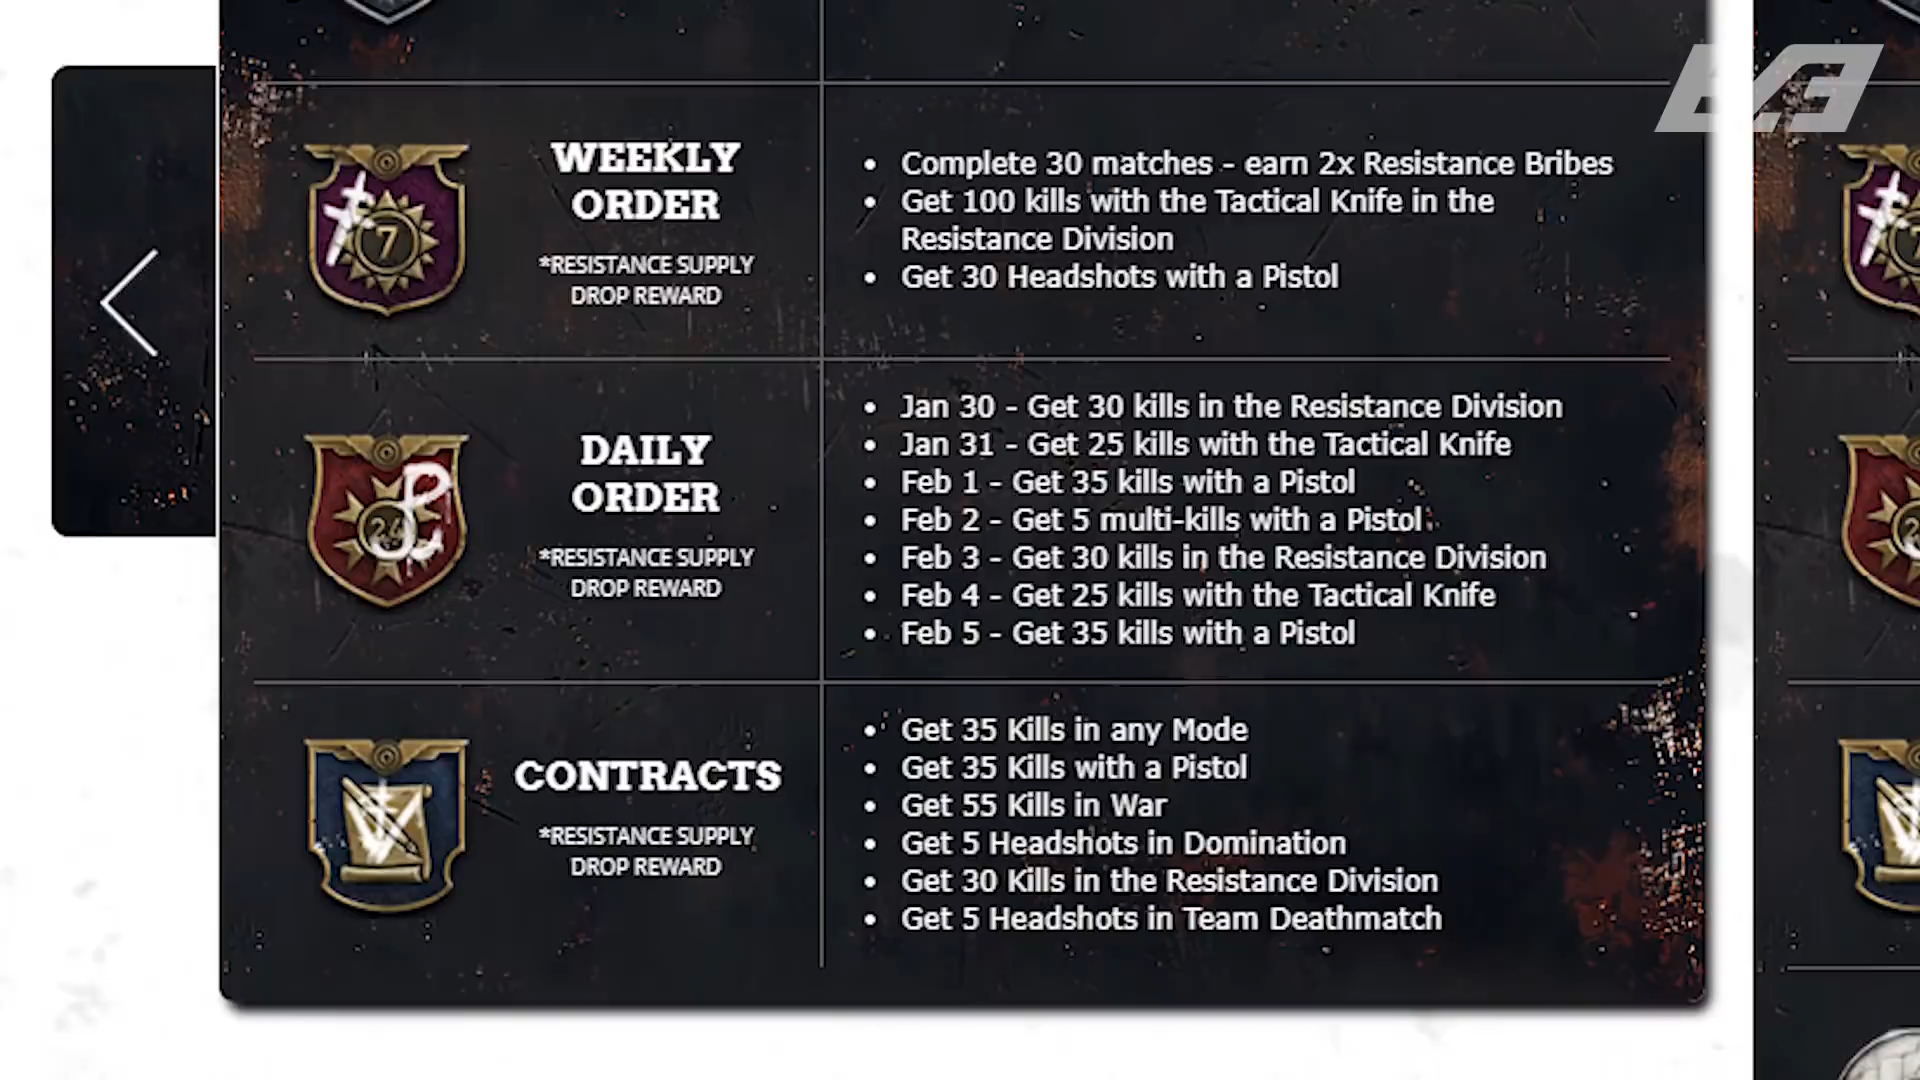 WEEKLY
ORDER
*RESISTANCE SUPPLY
DROP REWARD
• Complete 30 matches - earn 2x Resistance Bribes
• Get 100 kills with the Tactical Knife in the
Resistance Division
• Get 30 Headshots with a Pistol
7
DAILY
ORDER
*RESISTANCE SUPPLY
DROP REWARD
• Jan 30 - Get 30 kills in the Resistance Division
• Jan 31 - Get 25 kills with the Tactical Knife
• Feb 1 - Get 35 kills with a Pistol
• Feb 2 - Get 5 multi-kills with a Pistol
• Feb 3 - Get 30 kills in the Resistance Division
• Feb 4 - Get 25 kills with the Tactical Knife
• Feb 5 - Get 35 kills with a Pistol
24
CONTRACTS
*RESISTANCE SUPPLY
DROP REWARD
• Get 35 Kills in any Mode
• Get 35 Kills with a Pistol
• Get 55 Kills in War
• Get 5 Headshots in Domination
• Get 30 Kills in the Resistance Division
• Get 5 Headshots in Team Deathmatch